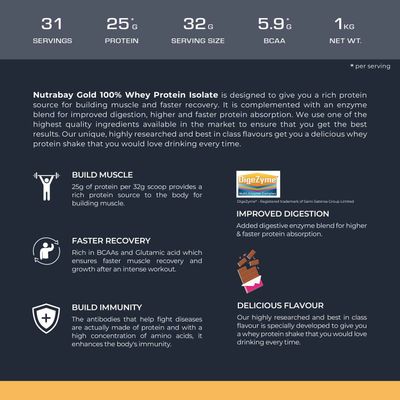 31 25*G 32G 5.9*G 1KG
SERVINGS PROTEIN SERVING SIZE BCAA NET WT.
* per serving
Nutrabay Gold 100% Whey Protein Isolate is designed to give you a rich protein
source for building muscle and faster recovery. It is complemented with an enzyme
blend for improved digestion, higher and faster protein absorption. We use one of the
highest quality ingredients available in the market to ensure that you get the best
results. Our unique, highly researched and best in class flavours get you a delicious whey
protein shake that you would love drinking every time.
BUILD MUSCLE
25g of protein per 32g scoop provides a
rich protein source to the body for
building muscle.
FASTER RECOVERY
Rich in BCAAs and Glutamic acid which
ensures faster muscle recovery and
growth after an intense workout.
BUILD IMMUNITY
The antibodies that help fight diseases
are actually made of protein and with a
high concentration of amino acids, it
enhances the body's immunity.
DigeZyme®
Multi-Enzyme Complex
DigeZyme® - Registered trademark of Sami-Sabinsa Group Limited
IMPROVED DIGESTION
Added digestive enzyme blend for higher
& faster protein absorption.
DELICIOUS FLAVOUR
Our highly researched and best in class
flavour is specially developed to give you
a whey protein shake that you would love
drinking every time.